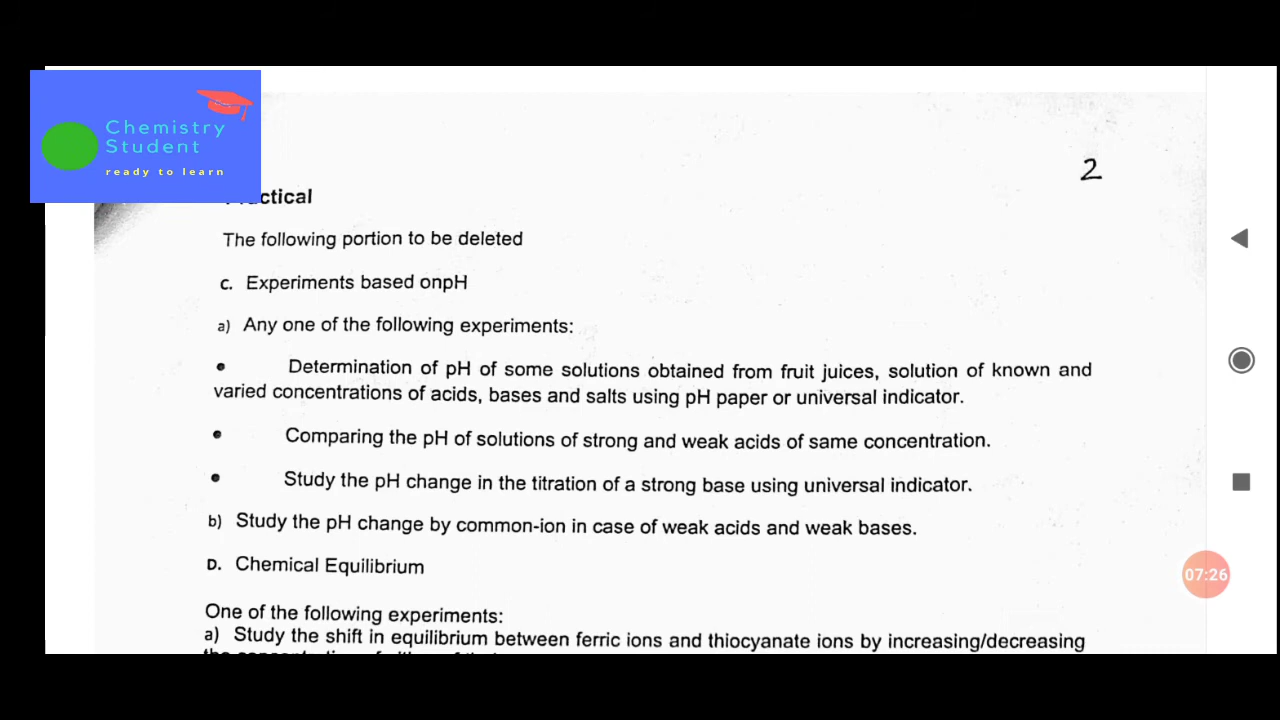 Chemistry
Student
ready to learn
2
Practical
The following portion to be deleted
c. Experiments based onpH
a) Any one of the following experiments:
• Determination of pH of some solutions obtained from fruit juices, solution of known and
varied concentrations of acids, bases and salts using pH paper or universal indicator.
• Comparing the pH of solutions of strong and weak acids of same concentration.
• Study the pH change in the titration of a strong base using universal indicator.
b) Study the pH change by common-ion in case of weak acids and weak bases.
D. Chemical Equilibrium
07:26
One of the following experiments:
a) Study the shift in equilibrium between ferric ions and thiocyanate ions by increasing/decreasing